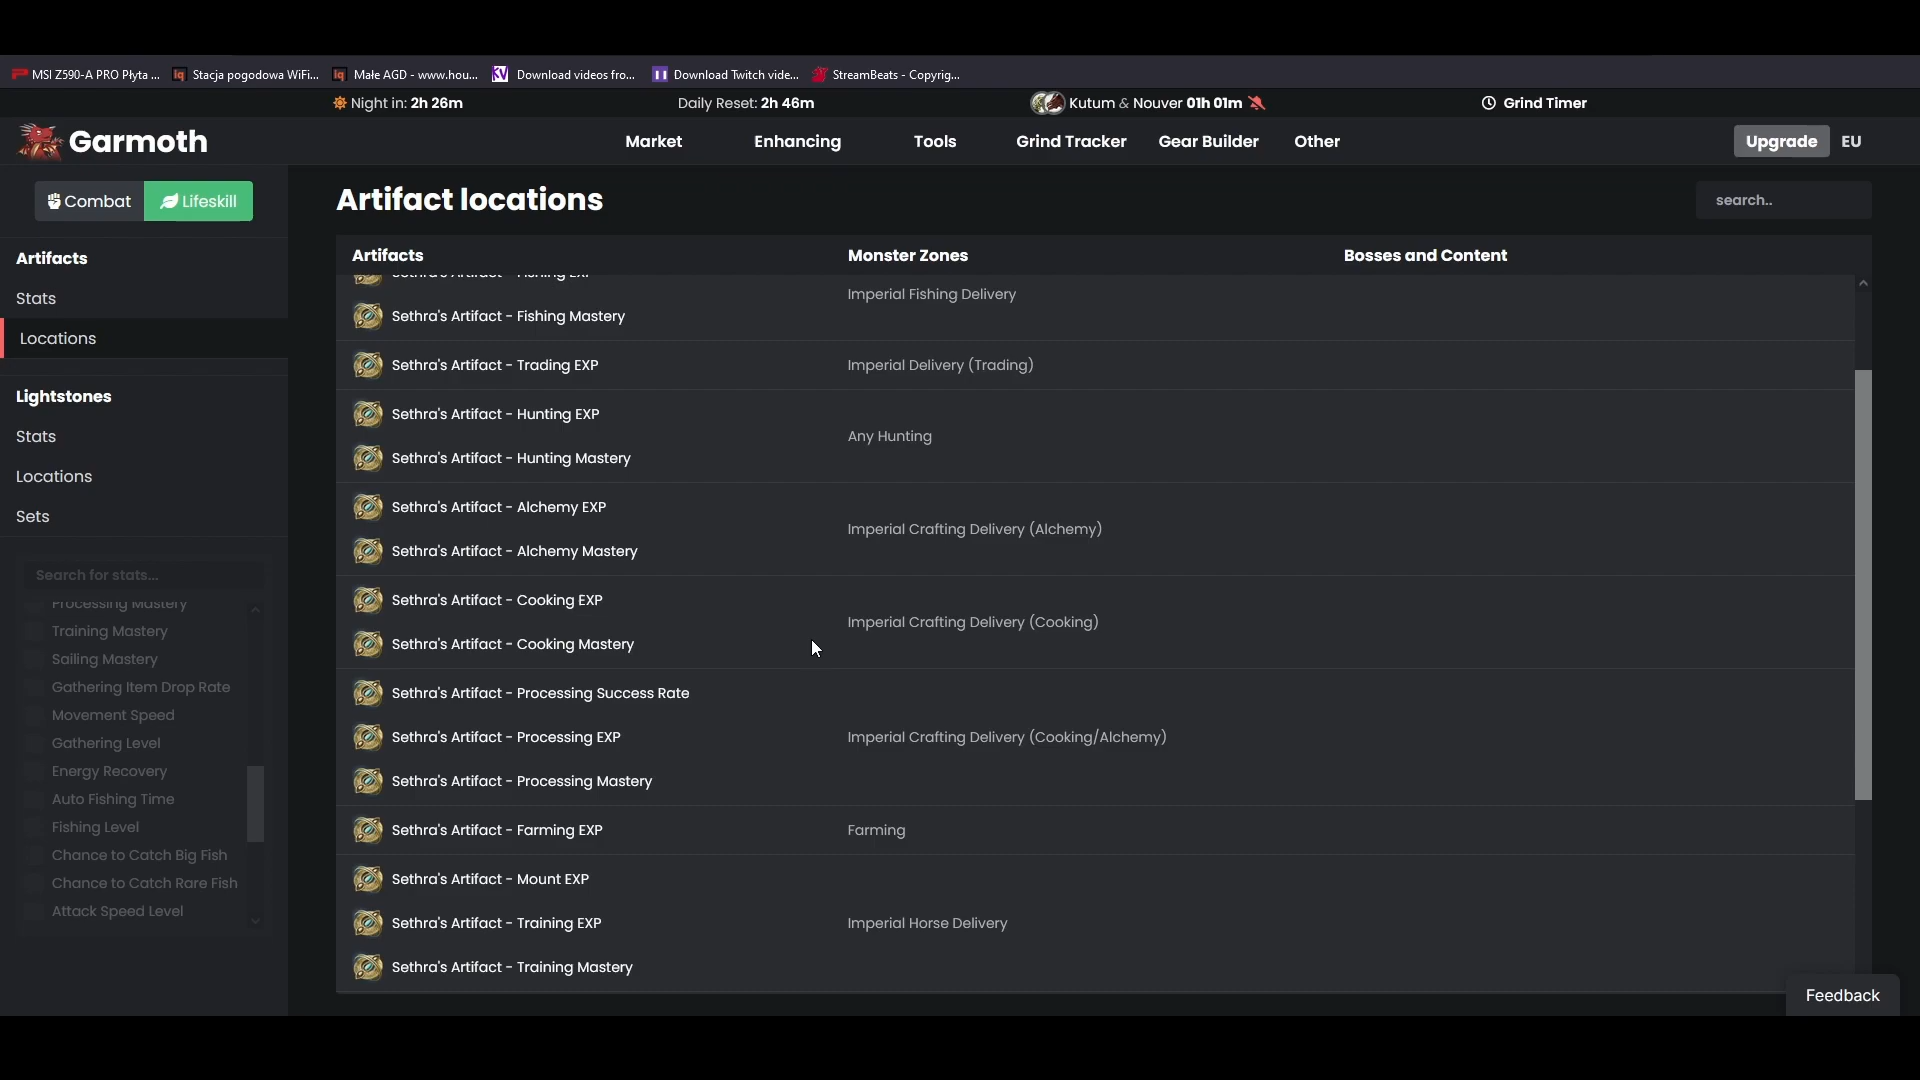 MSI Z590-A PRO Płyta ... Stacja pogodowa WiFi... Małe AGD - www.hou... Download videos fro... Download Twitch vide... StreamBeats - Copyrig...
Night in: 2h 26m Daily Reset: 2h 46m Kutum & Nouver 01h 01m Grind Timer
Garmoth Market Enhancing Tools Grind Tracker Gear Builder Other Upgrade EU
Combat Lifeskill
Artifacts
Stats
Locations
Lightstones
Stats
Locations
Sets
Search for stats...
Processing Mastery
Training Mastery
Sailing Mastery
Gathering Item Drop Rate
Movement Speed
Gathering Level
Energy Recovery
Auto Fishing Time
Fishing Level
Chance to Catch Big Fish
Chance to Catch Rare Fish
Attack Speed Level
Artifact locations
search..
Artifacts Monster Zones Bosses and Content
Sethra's Artifact - Fishing EXP
Imperial Fishing Delivery
Sethra's Artifact - Fishing Mastery
Sethra's Artifact - Trading EXP
Imperial Delivery (Trading)
Sethra's Artifact - Hunting EXP
Any Hunting
Sethra's Artifact - Hunting Mastery
Sethra's Artifact - Alchemy EXP
Imperial Crafting Delivery (Alchemy)
Sethra's Artifact - Alchemy Mastery
Sethra's Artifact - Cooking EXP
Imperial Crafting Delivery (Cooking)
Sethra's Artifact - Cooking Mastery
Sethra's Artifact - Processing Success Rate
Sethra's Artifact - Processing EXP
Imperial Crafting Delivery (Cooking/Alchemy)
Sethra's Artifact - Processing Mastery
Sethra's Artifact - Farming EXP
Farming
Sethra's Artifact - Mount EXP
Sethra's Artifact - Training EXP
Imperial Horse Delivery
Sethra's Artifact - Training Mastery
Feedback